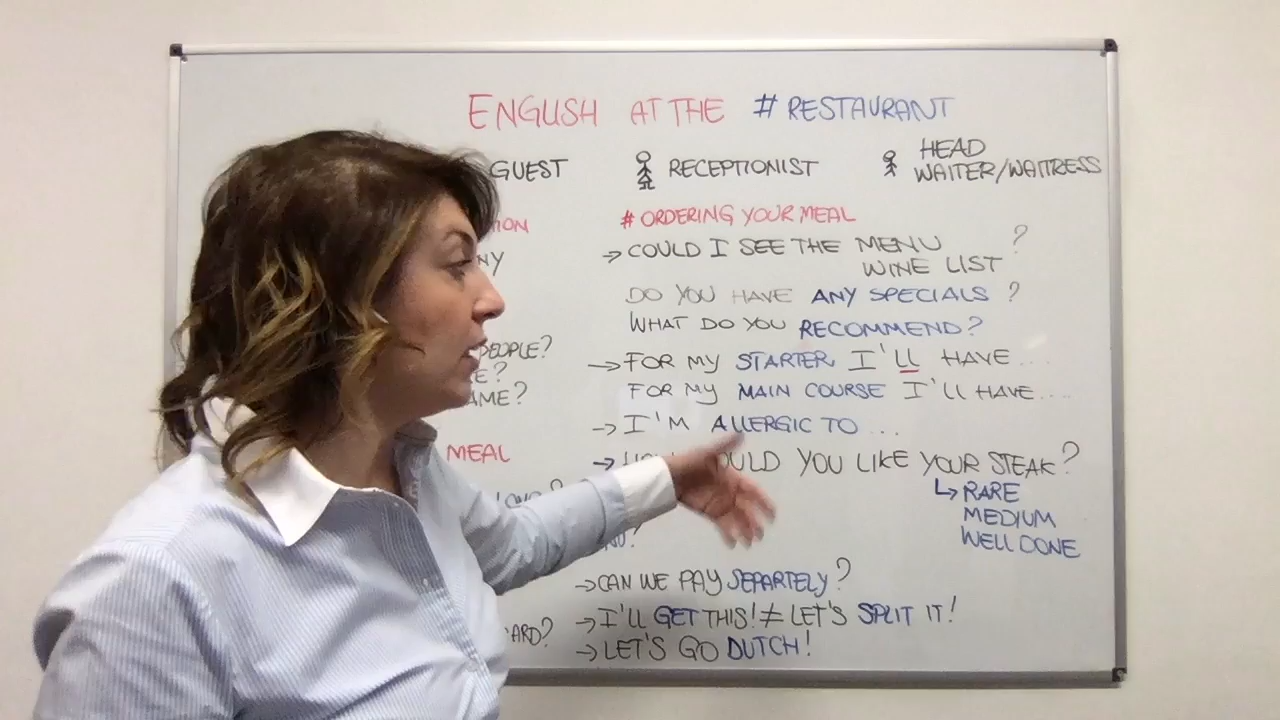 ENGLISH AT THE # RESTAURANT
GUEST
RECEPTIONIST
HEAD
WAITER/WAITRESS
# ORDERING YOUR MEAL
→ COULD I SEE THE MENU ?
WINE LIST
DO YOU HAVE ANY SPECIALS ?
WHAT DO YOU RECOMMEND?
PEOPLE?
→ FOR MY STARTER I'LL HAVE ....
FOR MY MAIN COURSE I'LL HAVE ....
→ I'M ALLERGIC TO ...
MEAL
→ YOU LIKE YOUR STEAK?
↳ RARE
MEDIUM
WELL DONE
→ CAN WE PAY SEPARTELY?
→ I'LL GET THIS! ≠ LET'S SPLIT IT!
→ LET'S GO DUTCH!